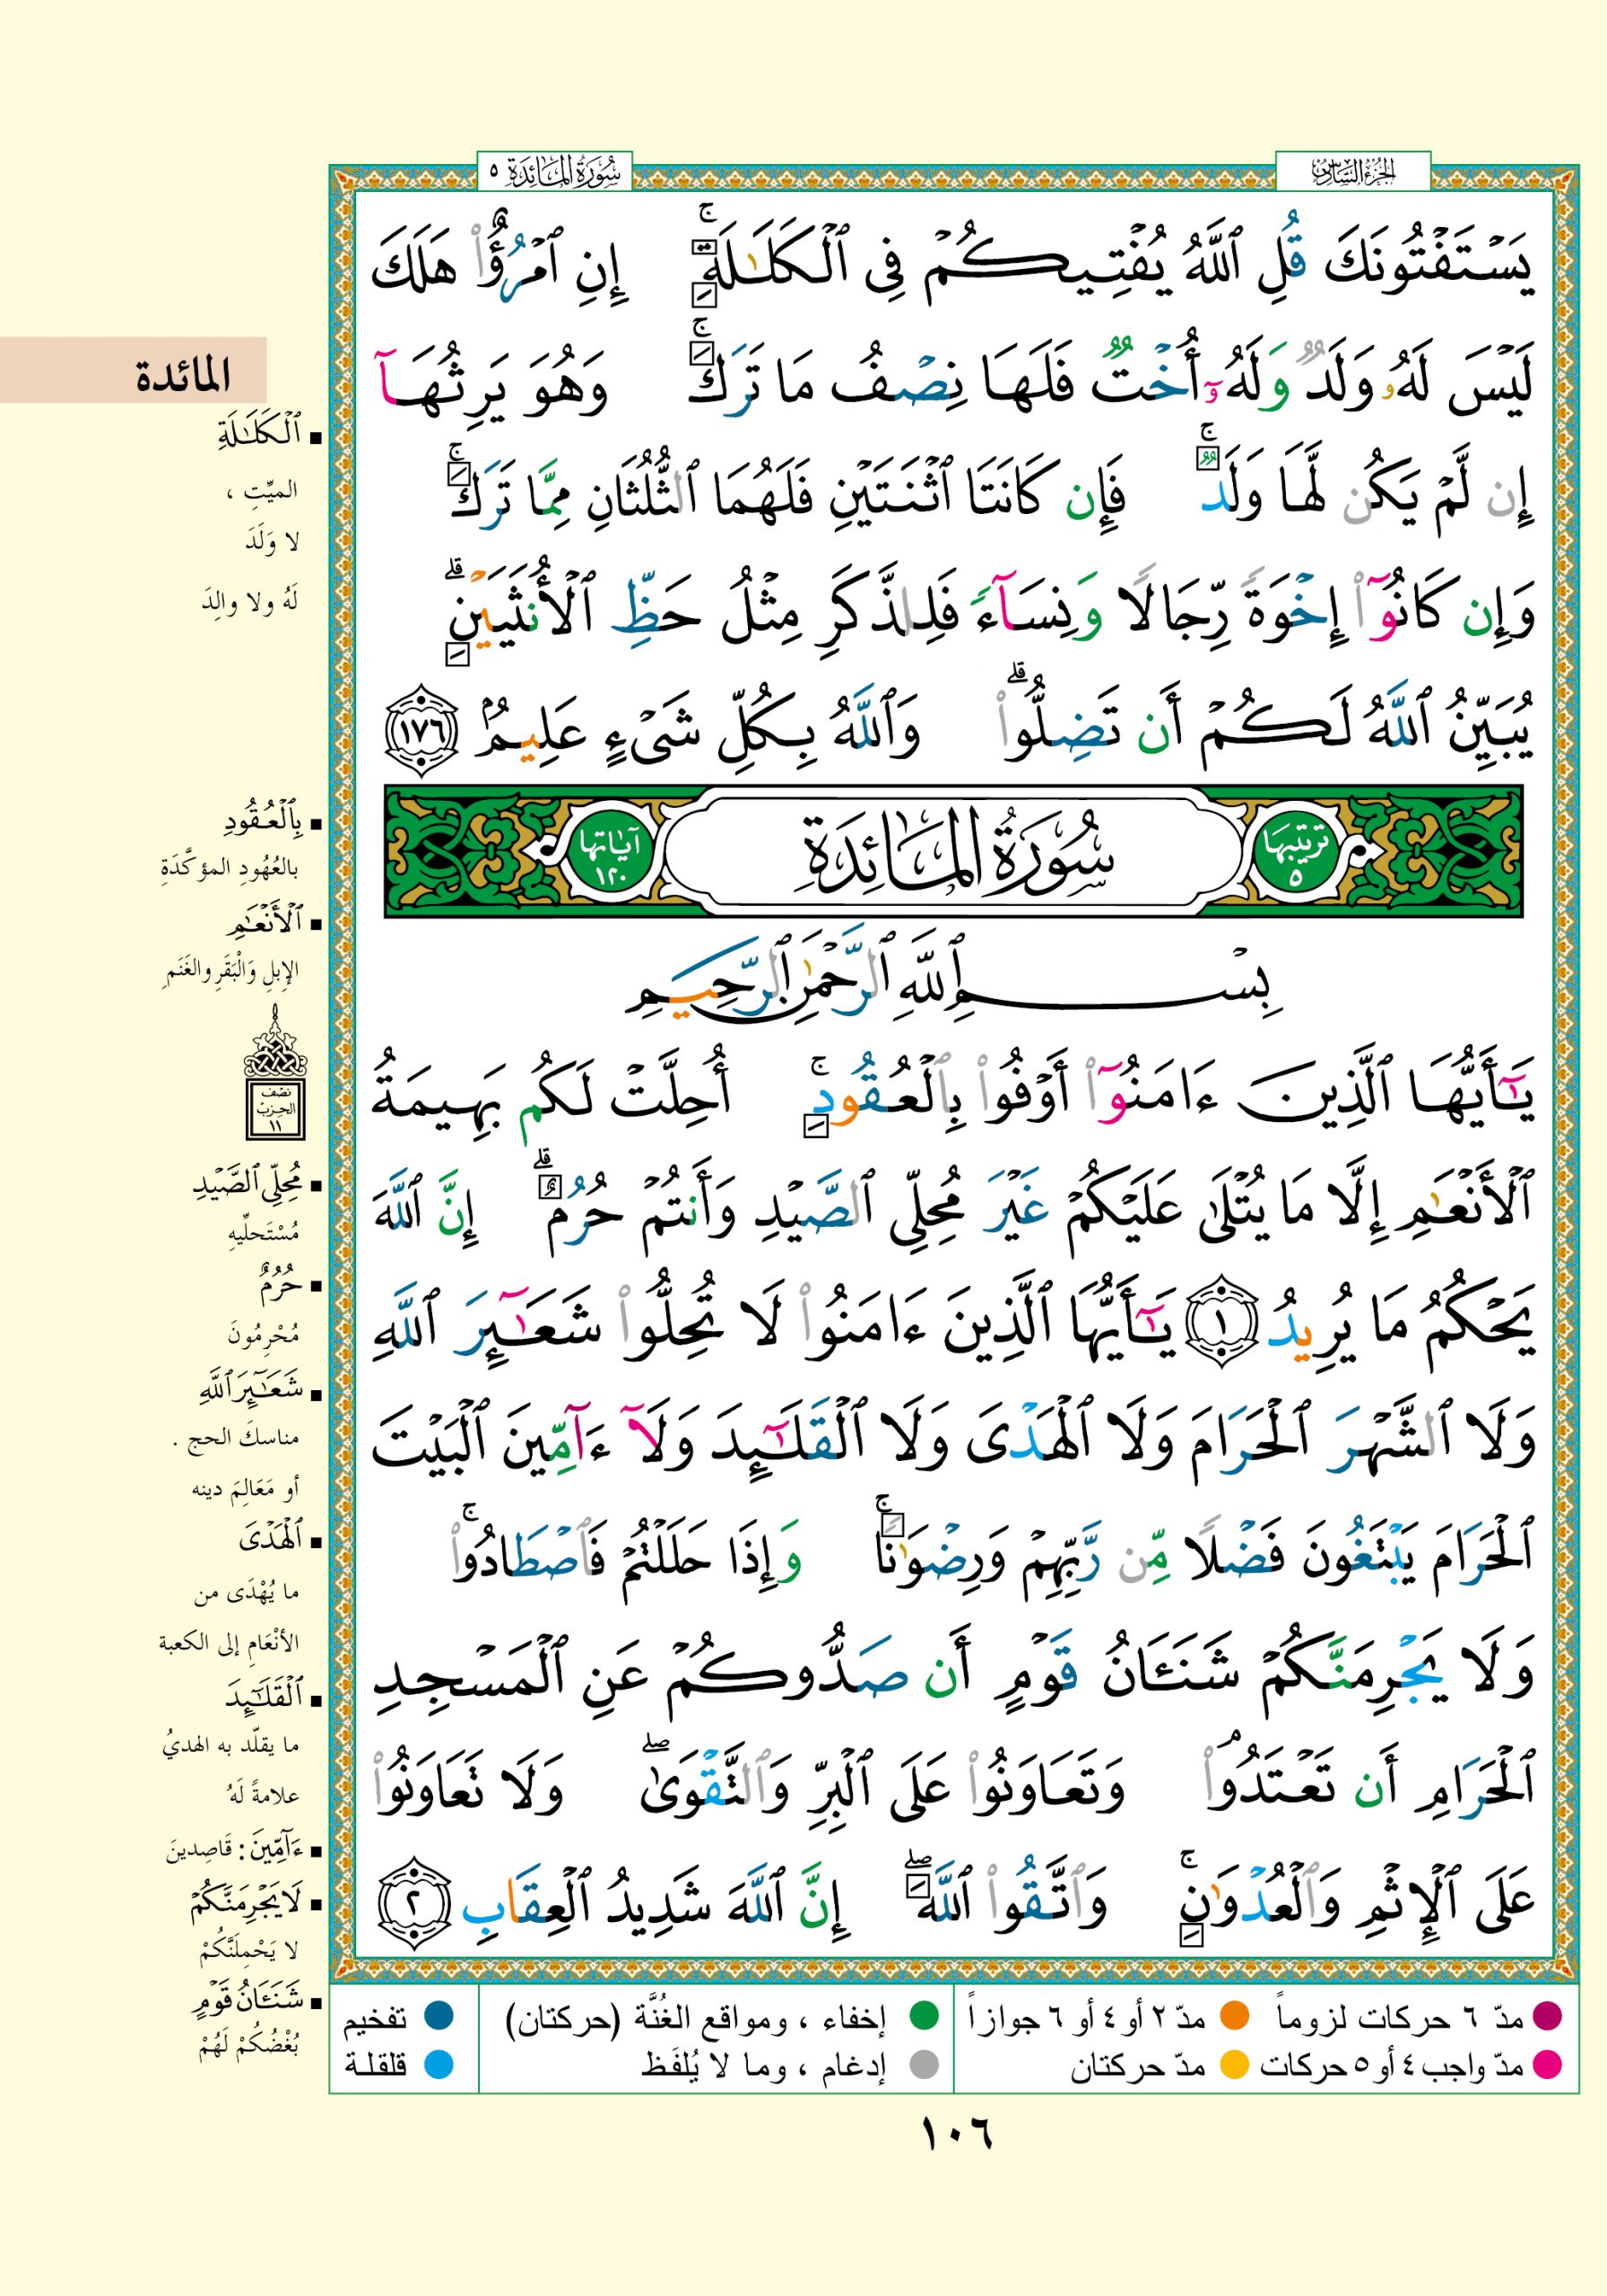 الجزء السادس
سورة المائدة ٥
يَسْتَفْتُونَكَ قُلِ ٱللَّهُ يُفْتِيكُمْ فِى ٱلْكَلَـٰلَةِ ۚ إِنِ ٱمْرُؤٌا۟ هَلَكَ
لَيْسَ لَهُۥ وَلَدٌ وَلَهُۥٓ أُخْتٌ فَلَهَا نِصْفُ مَا تَرَكَ ۚ وَهُوَ يَرِثُهَآ
إِن لَّمْ يَكُن لَّهَا وَلَدٌ ۚ فَإِن كَانَتَا ٱثْنَتَيْنِ فَلَهُمَا ٱلثُّلُثَانِ مِمَّا تَرَكَ ۚ
وَإِن كَانُوٓا۟ إِخْوَةً رِّجَالًا وَنِسَآءً فَلِلذَّكَرِ مِثْلُ حَظِّ ٱلْأُنثَيَيْنِ ۗ
يُبَيِّنُ ٱللَّهُ لَكُمْ أَن تَضِلُّوا۟ ۗ وَٱللَّهُ بِكُلِّ شَىْءٍ عَلِيمٌۢ ١٧٦
ترتيبها ٥ سُورَةُ المَائِدَةِ آياتها ١٢٠
بِسْمِ ٱللَّهِ ٱلرَّحْمَـٰنِ ٱلرَّحِيمِ
يَـٰٓأَيُّهَا ٱلَّذِينَ ءَامَنُوٓا۟ أَوْفُوا۟ بِٱلْعُقُودِ ۚ أُحِلَّتْ لَكُم بَهِيمَةُ
ٱلْأَنْعَـٰمِ إِلَّا مَا يُتْلَىٰ عَلَيْكُمْ غَيْرَ مُحِلِّى ٱلصَّيْدِ وَأَنتُمْ حُرُمٌ ۗ إِنَّ ٱللَّهَ
يَحْكُمُ مَا يُرِيدُ ١ يَـٰٓأَيُّهَا ٱلَّذِينَ ءَامَنُوا۟ لَا تُحِلُّوا۟ شَعَـٰٓئِرَ ٱللَّهِ
وَلَا ٱلشَّهْرَ ٱلْحَرَامَ وَلَا ٱلْهَدْىَ وَلَا ٱلْقَلَـٰٓئِدَ وَلَآ ءَآمِّينَ ٱلْبَيْتَ
ٱلْحَرَامَ يَبْتَغُونَ فَضْلًا مِّن رَّبِّهِمْ وَرِضْوَٰنًا ۚ وَإِذَا حَلَلْتُمْ فَٱصْطَادُوا۟ ۚ
وَلَا يَجْرِمَنَّكُمْ شَنَـَٔانُ قَوْمٍ أَن صَدُّوكُمْ عَنِ ٱلْمَسْجِدِ
ٱلْحَرَامِ أَن تَعْتَدُوا۟ ۘ وَتَعَاوَنُوا۟ عَلَى ٱلْبِرِّ وَٱلتَّقْوَىٰ ۖ وَلَا تَعَاوَنُوا۟
عَلَى ٱلْإِثْمِ وَٱلْعُدْوَٰنِ ۚ وَٱتَّقُوا۟ ٱللَّهَ ۖ إِنَّ ٱللَّهَ شَدِيدُ ٱلْعِقَابِ ٢
المائدة
■ ٱلْكَلَـٰلَةِ
الميِّتِ ،
لا وَلَدَ
لَهُ ولا والِدَ
■ بِٱلْعُقُودِ
بالعُهُودِ المؤكَّدَةِ
■ ٱلْأَنْعَـٰمِ
الإبلِ وَالْبَقَرِ والغَنَمِ
نصف
الحزب
١١
■ مُحِلِّى ٱلصَّيْدِ
مُسْتَحلِّيهِ
■ حُرُمٌ
مُحْرِمُونَ
■ شَعَـٰٓئِرَ ٱللَّهِ
مناسكَ الحج .
أو مَعَالِمَ دينه
■ ٱلْهَدْىَ
ما يُهْدَى من
الأنْعَامِ إلى الكعبة
■ ٱلْقَلَـٰٓئِدَ
ما يقلّد به الهديُ
علامةً لَهُ
■ ءَآمِّينَ : قَاصِدينَ
■ لَا يَجْرِمَنَّكُمْ
لا يَحْمِلَنَّكُمْ
■ شَنَـَٔانُ قَوْمٍ
بُغْضُكُمْ لَهُمْ
● مدّ ٦ حركات لزوماً ● مدّ ٢ أو ٤ أو ٦ جوازاً ● إخفاء ، ومواقع الغُنَّة (حركتان) ● تفخيم
● مدّ واجب ٤ أو ٥ حركات ● مدّ حركتان ● إدغام ، وما لا يُلفَظ ● قلقلة
١٠٦